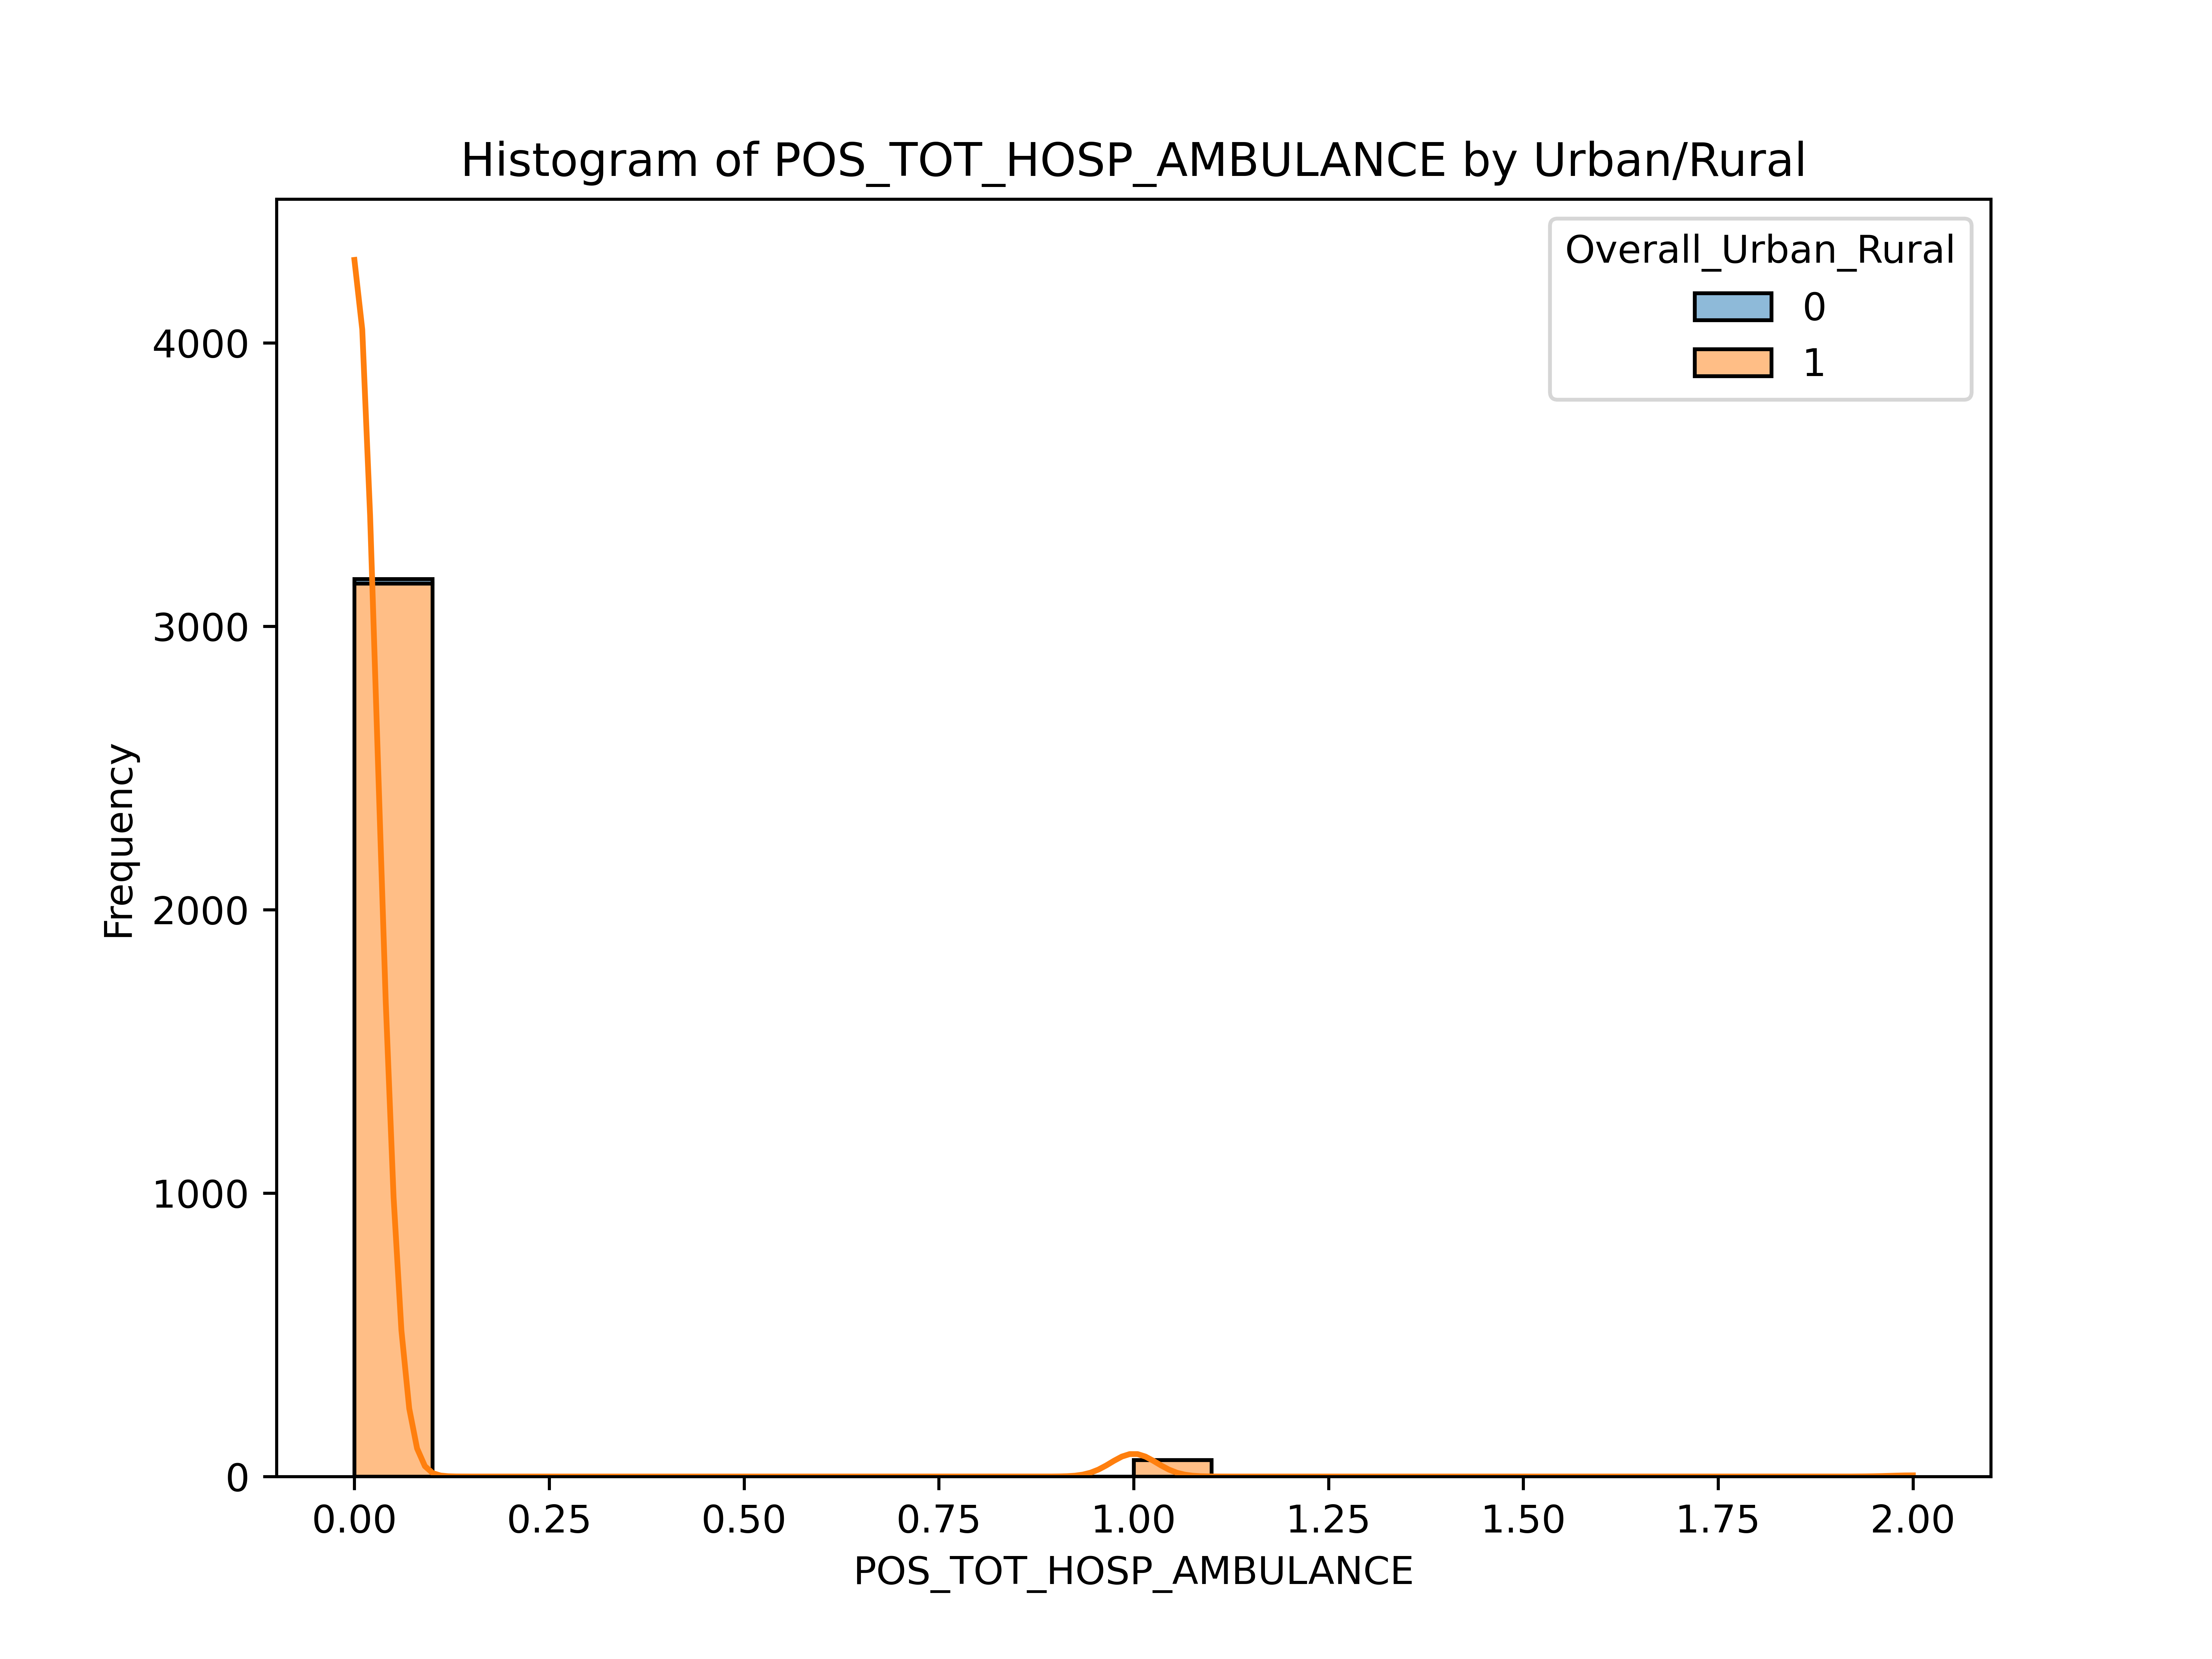 Histogram of POS_TOT_HOSP_AMBULANCE by Urban/Rural
Overall_Urban_Rural
0
1
4000
3000
2000
1000
0
Frequency
0.00 0.25 0.50 0.75 1.00 1.25 1.50 1.75 2.00
POS_TOT_HOSP_AMBULANCE